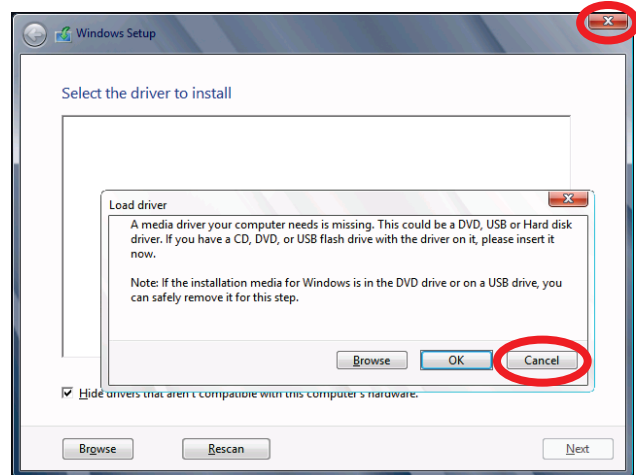 Windows Setup
Select the driver to install
Load driver
A media driver your computer needs is missing. This could be a DVD, USB or Hard disk
driver. If you have a CD, DVD, or USB flash drive with the driver on it, please insert it
now.
Note: If the installation media for Windows is in the DVD drive or on a USB drive, you
can safely remove it for this step.
Browse OK Cancel
Hide drivers that aren't compatible with this computer's hardware.
Browse Rescan Next